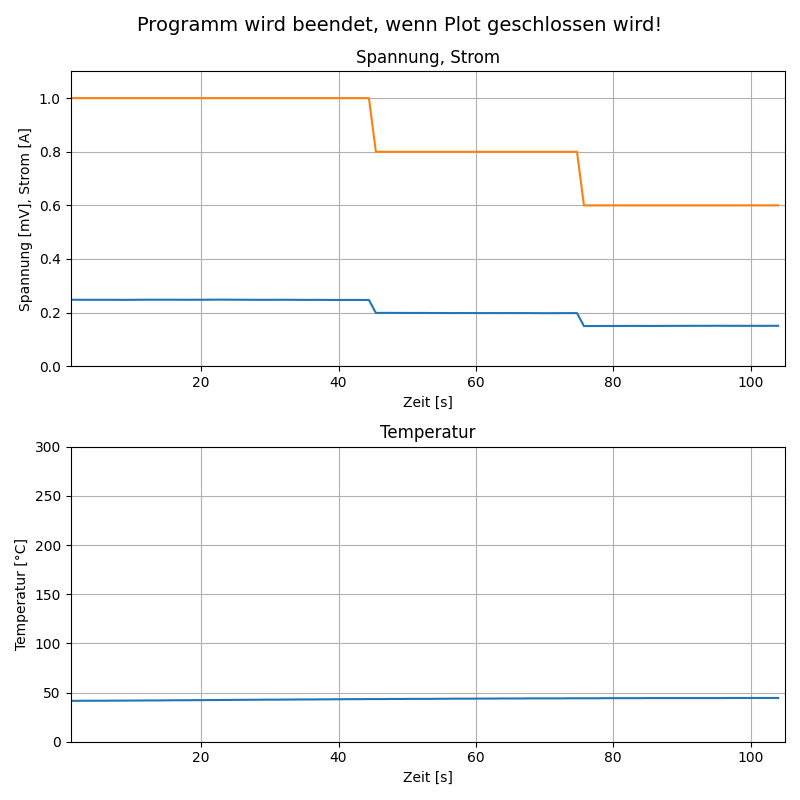 Programm wird beendet, wenn Plot geschlossen wird!
Spannung, Strom
Spannung [mV], Strom [A]
1.0
0.8
0.6
0.4
0.2
0.0
20 40 60 80 100
Zeit [s]
Temperatur
Temperatur [°C]
300
250
200
150
100
50
0
20 40 60 80 100
Zeit [s]